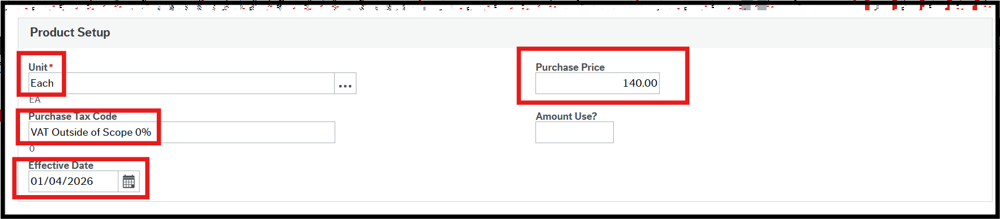 Product Setup
Unit*
Purchase Price
Each
...
140.00
EA
Purchase Tax Code
Amount Use?
VAT Outside of Scope 0%
0
Effective Date
01/04/2026